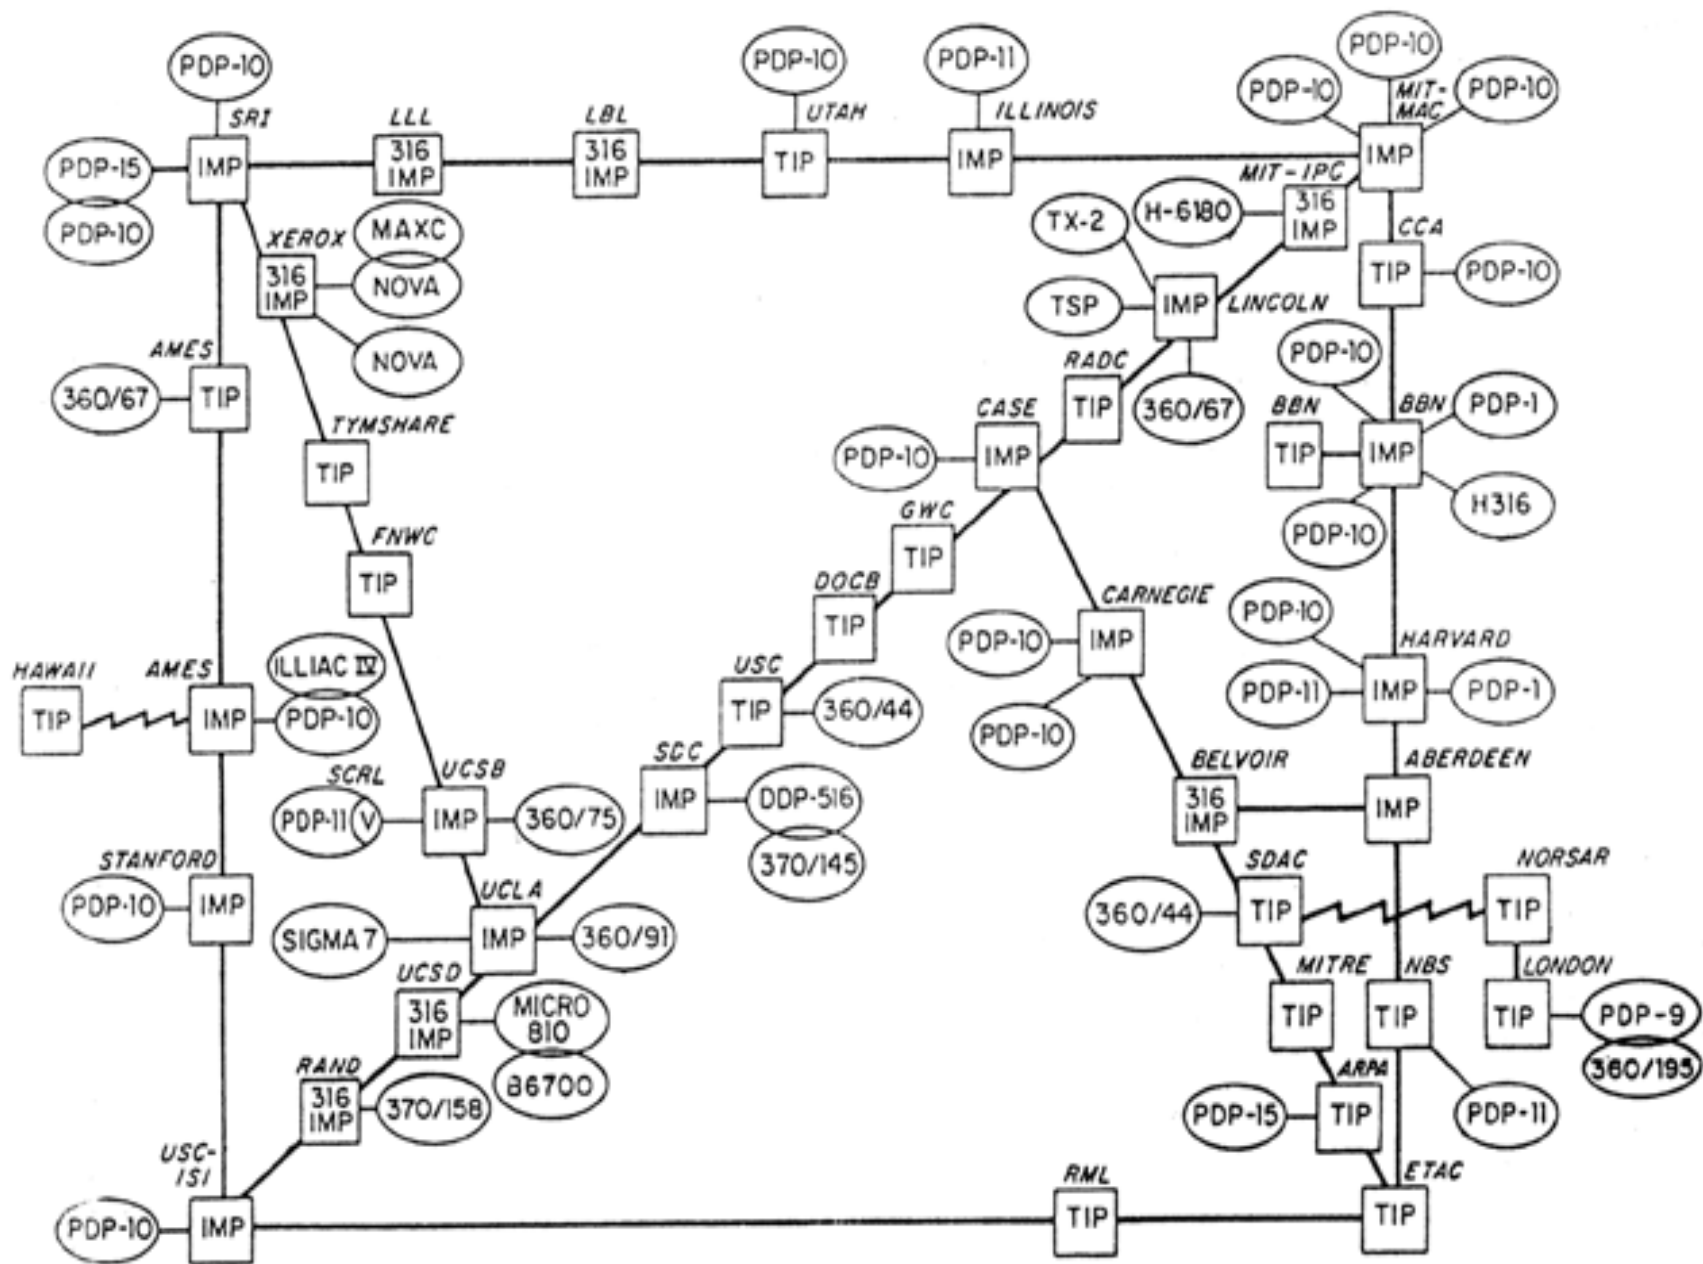 PDP-10
PDP-10
PDP-11
PDP-10
PDP-10
MIT-
MAC
PDP-10
SRI
LLL
LBL
UTAH
ILLINOIS
PDP-15
IMP
316
IMP
316
IMP
TIP
IMP
IMP
PDP-10
MIT-IPC
H-6180
316
IMP
TX-2
CCA
XEROX
MAXC
316
IMP
NOVA
NOVA
TIP
PDP-10
TSP
IMP
LINCOLN
AMES
360/67
TIP
RADC
TIP
360/67
PDP-10
BBN
TIP
BBN
IMP
PDP-1
H316
PDP-10
TYMSHARE
TIP
CASE
PDP-10
IMP
GWC
TIP
FNWC
TIP
DOCB
TIP
CARNEGIE
PDP-10
IMP
PDP-10
PDP-10
HARVARD
PDP-11
IMP
PDP-1
HAWAII
TIP
AMES
IMP
ILLIAC IV
PDP-10
USC
TIP
360/44
SCRL
PDP-11
V
UCSB
IMP
360/75
SDC
IMP
DDP-516
370/145
BELVOIR
316
IMP
ABERDEEN
IMP
STANFORD
PDP-10
IMP
UCLA
SIGMA 7
IMP
360/91
SDAC
360/44
TIP
NORSAR
TIP
UCSD
316
IMP
MICRO
810
B6700
MITRE
TIP
NBS
TIP
LONDON
TIP
PDP-9
360/195
RAND
316
IMP
370/158
ARPA
PDP-15
TIP
PDP-11
USC-
ISI
PDP-10
IMP
RML
TIP
ETAC
TIP